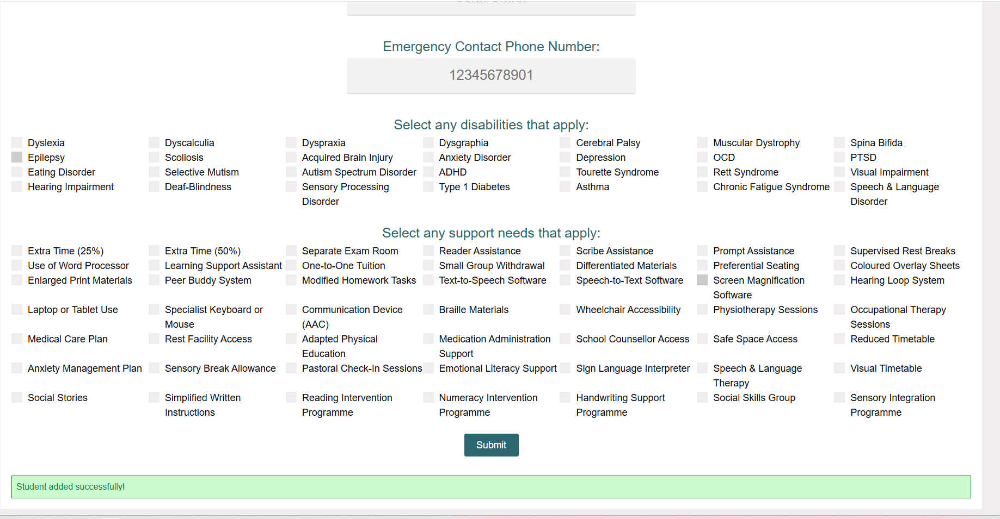 Emergency Contact Phone Number:
12345678901
Select any disabilities that apply:
Dyslexia Dyscalculia Dyspraxia Dysgraphia Cerebral Palsy Muscular Dystrophy Spina Bifida
Epilepsy Scoliosis Acquired Brain Injury Anxiety Disorder Depression OCD PTSD
Eating Disorder Selective Mutism Autism Spectrum Disorder ADHD Tourette Syndrome Rett Syndrome Visual Impairment
Hearing Impairment Deaf-Blindness Sensory Processing Type 1 Diabetes Asthma Chronic Fatigue Syndrome Speech & Language
Disorder Disorder
Select any support needs that apply:
Extra Time (25%) Extra Time (50%) Separate Exam Room Reader Assistance Scribe Assistance Prompt Assistance Supervised Rest Breaks
Use of Word Processor Learning Support Assistant One-to-One Tuition Small Group Withdrawal Differentiated Materials Preferential Seating Coloured Overlay Sheets
Enlarged Print Materials Peer Buddy System Modified Homework Tasks Text-to-Speech Software Speech-to-Text Software Screen Magnification Hearing Loop System
Software
Laptop or Tablet Use Specialist Keyboard or Communication Device Braille Materials Wheelchair Accessibility Physiotherapy Sessions Occupational Therapy
Mouse (AAC) Sessions
Medical Care Plan Rest Facility Access Adapted Physical Medication Administration School Counsellor Access Safe Space Access Reduced Timetable
Education Support
Anxiety Management Plan Sensory Break Allowance Pastoral Check-In Sessions Emotional Literacy Support Sign Language Interpreter Speech & Language Visual Timetable
Therapy
Social Stories Simplified Written Reading Intervention Numeracy Intervention Handwriting Support Social Skills Group Sensory Integration
Instructions Programme Programme Programme Programme
Submit
Student added successfully!